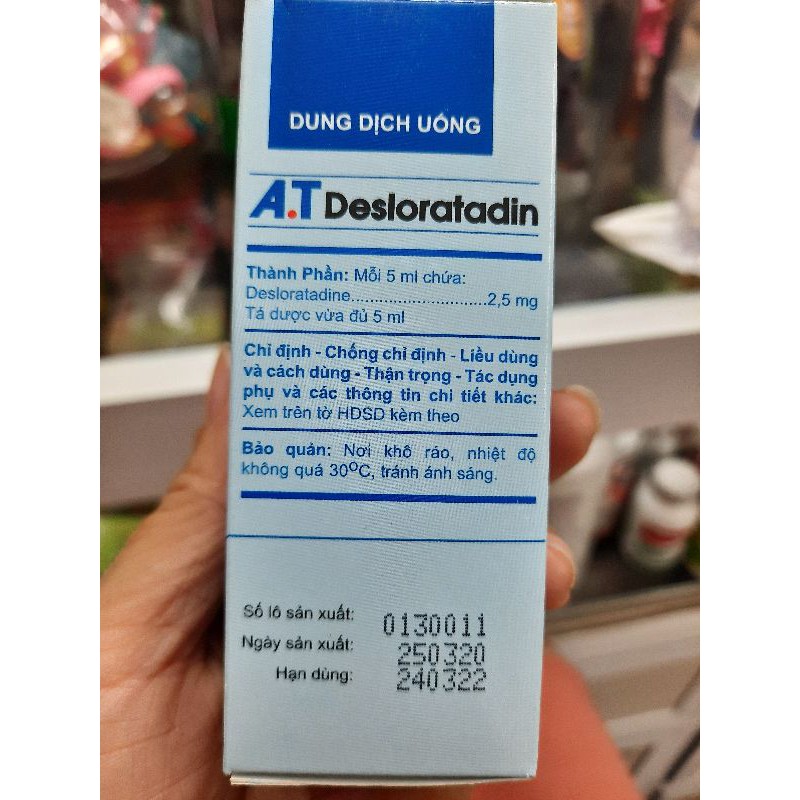 DUNG DỊCH UỐNG
A.T Desloratadin
Thành Phần: Mỗi 5 ml chứa:
Desloratadine............................2,5 mg
Tá dược vừa đủ 5 ml
Chỉ định - Chống chỉ định - Liều dùng
và cách dùng - Thận trọng - Tác dụng
phụ và các thông tin chi tiết khác:
Xem trên tờ HDSD kèm theo
Bảo quản: Nơi khô ráo, nhiệt độ
không quá 30ºC, tránh ánh sáng.
Số lô sản xuất: 0130011
Ngày sản xuất: 250320
Hạn dùng: 240322